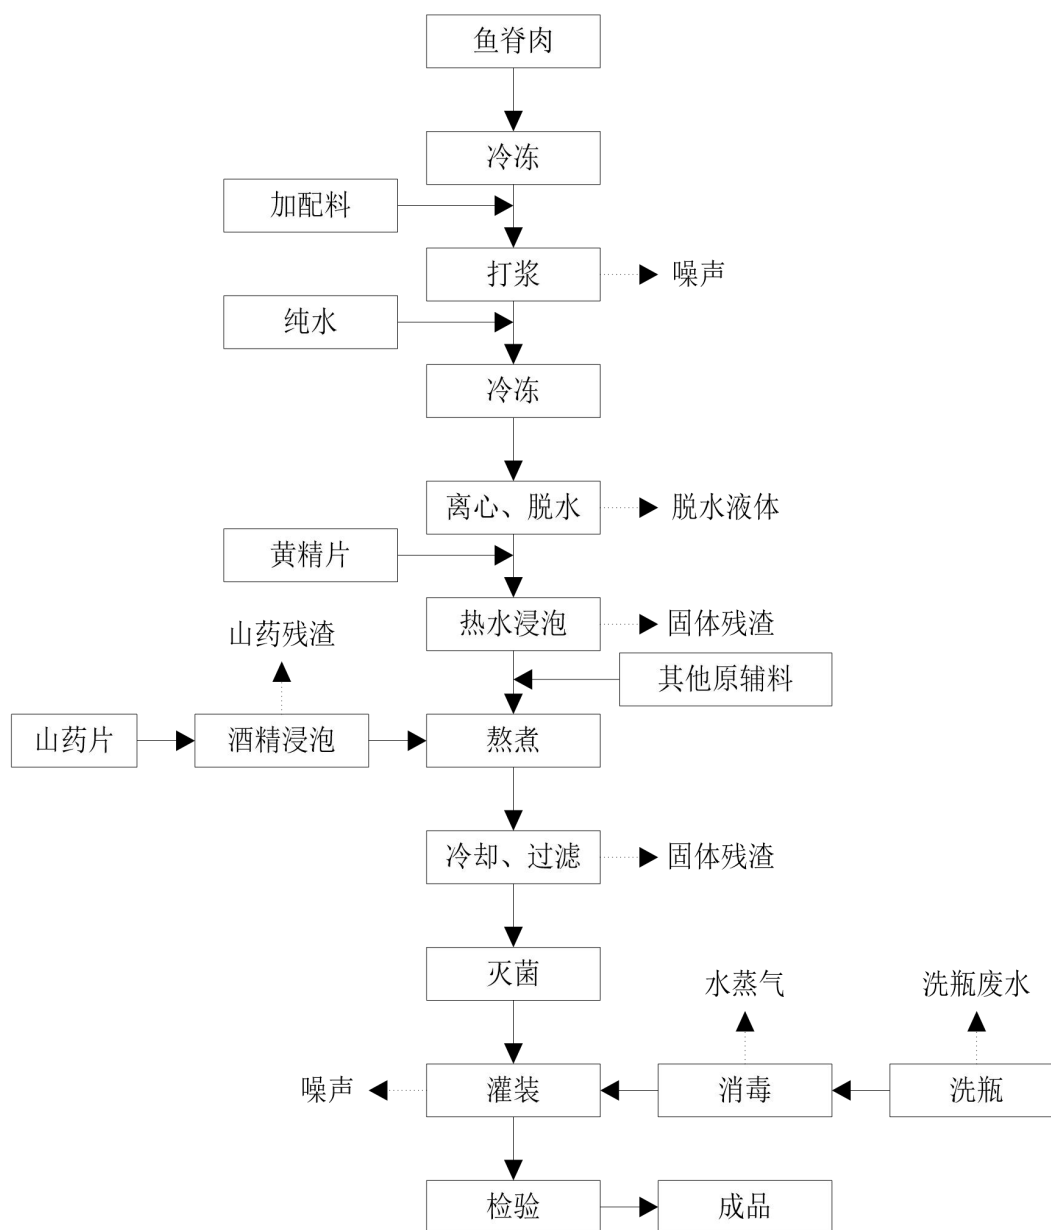 鱼脊肉
冷冻
加配料
打浆
噪声
纯水
冷冻
离心、脱水
脱水液体
黄精片
热水浸泡
固体残渣
山药残渣
其他原辅料
山药片
酒精浸泡
熬煮
冷却、过滤
固体残渣
灭菌
水蒸气
洗瓶废水
噪声
灌装
消毒
洗瓶
检验
成品